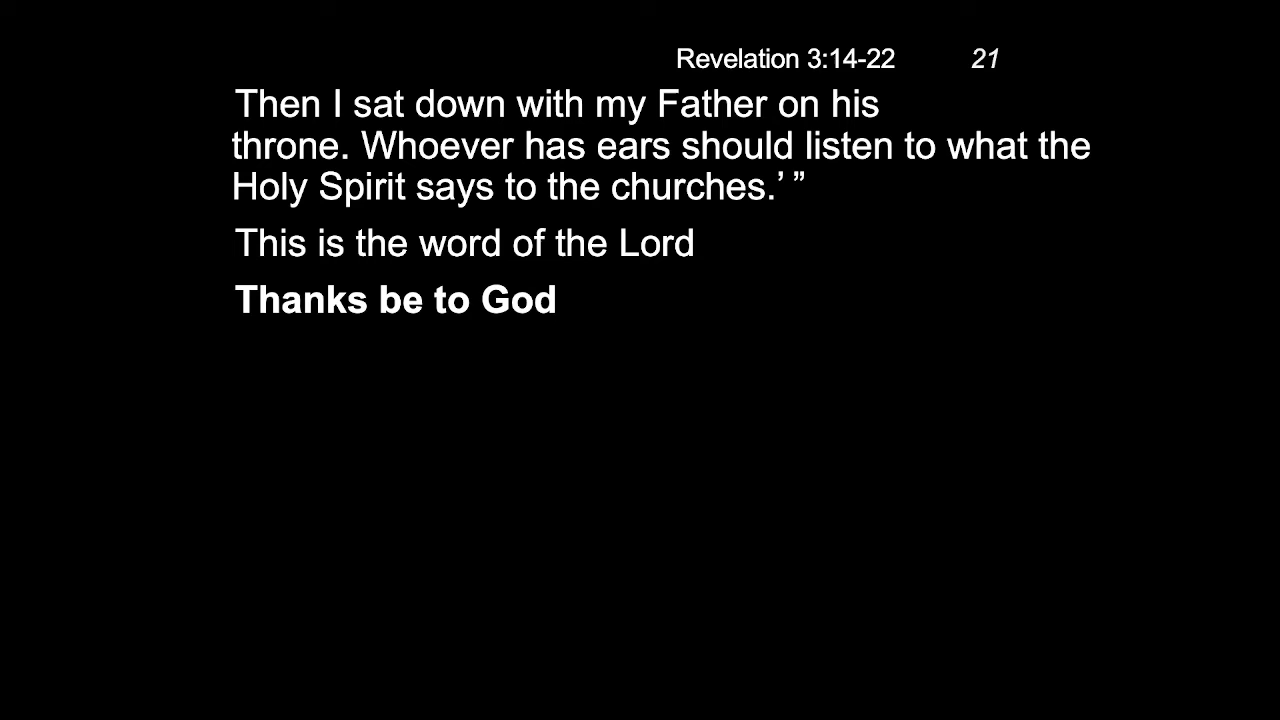 Revelation 3:14-22 21
Then I sat down with my Father on his
throne. Whoever has ears should listen to what the
Holy Spirit says to the churches.’ ”
This is the word of the Lord
Thanks be to God